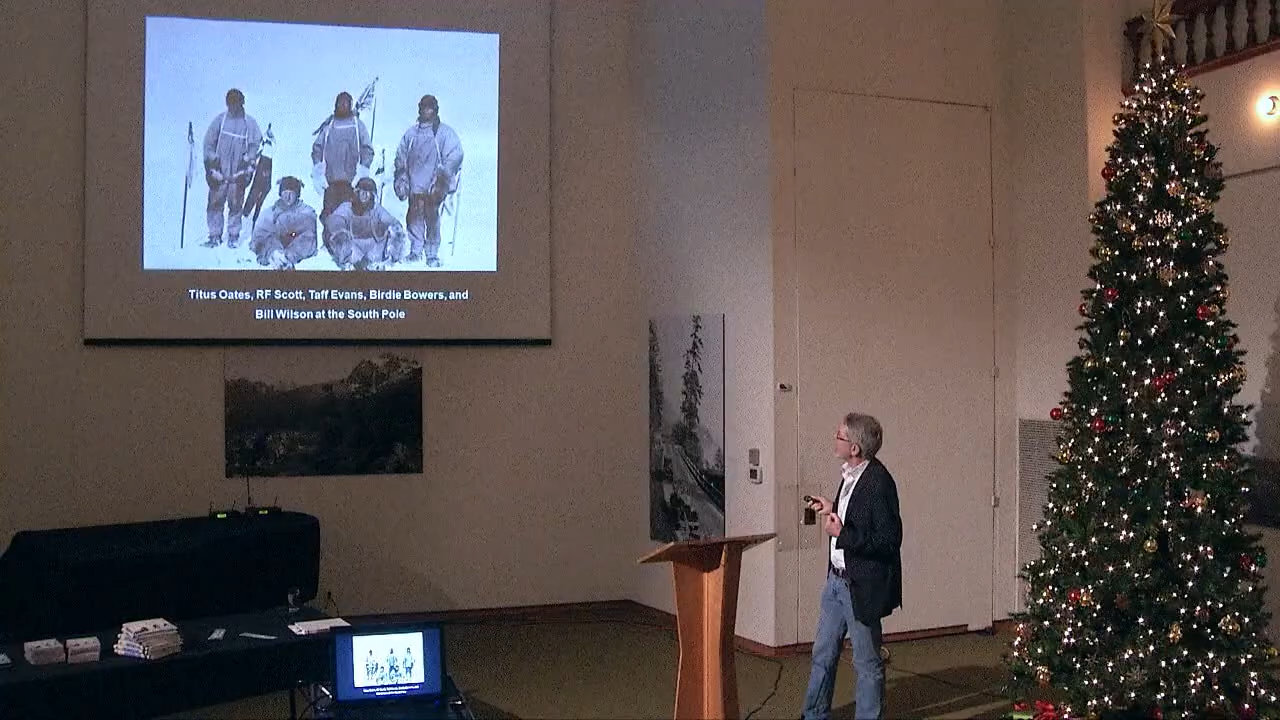 Titus Oates, RF Scott, Taff Evans, Birdie Bowers, and
Bill Wilson at the South Pole